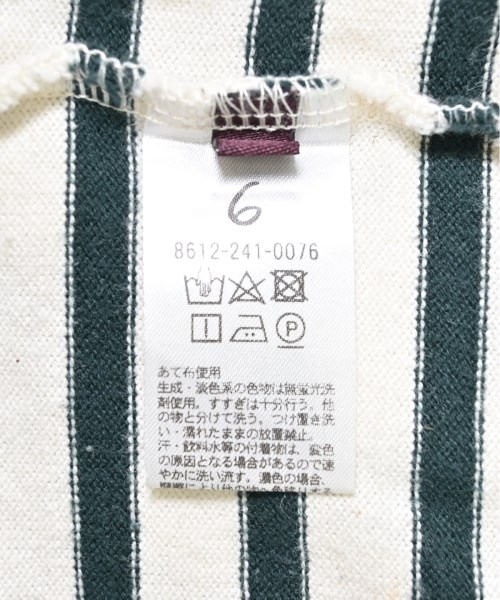 6
8612-241-0076
あて布使用
生成・淡色系の色物は無蛍光洗
剤使用。すすぎは十分行う。他
の物と分けて洗う。つけ置き洗
い・濡れたままの放置禁止。
汗・飲料水等の付着物は、変色
の原因となる場合があるので速
やかに洗い流す。濃色の場合、